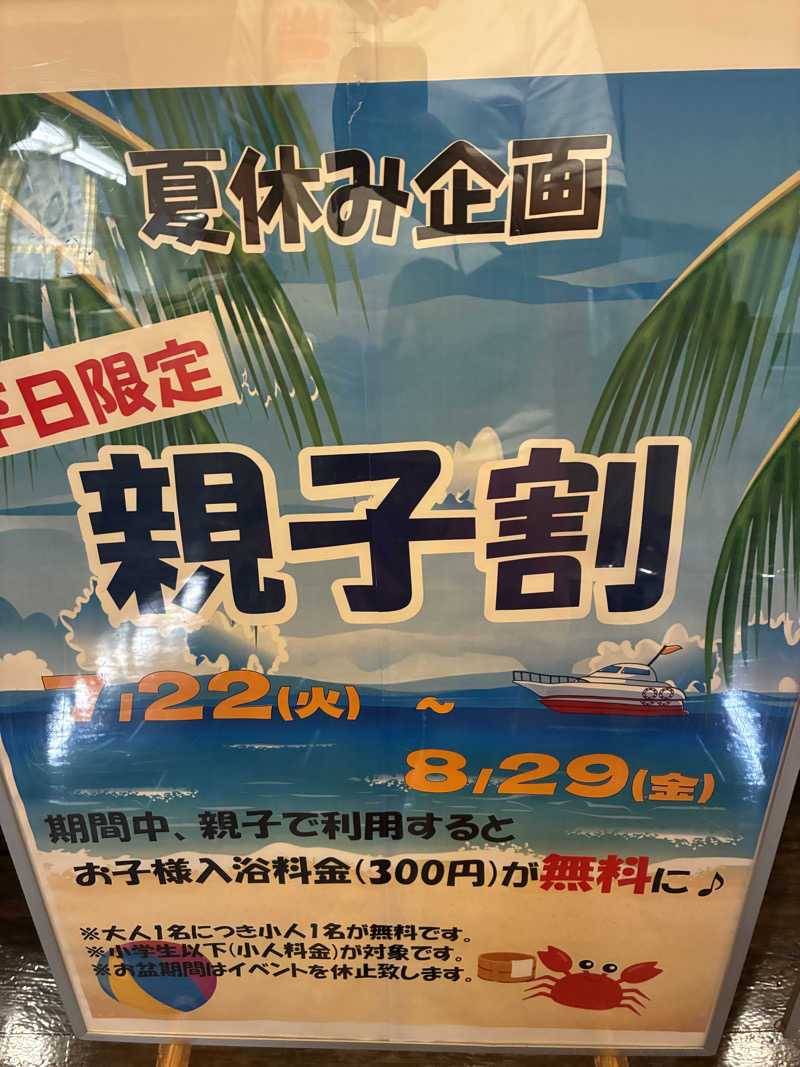 夏休み企画
平日限定
親子割
7/22(火) ~
8/29(金)
期間中、親子で利用すると
お子様入浴料金(300円)が無料に♪
※大人1名につき小人1名が無料です。
※小学生以下(小人料金)が対象です。
※お盆期間はイベントを休止致します。